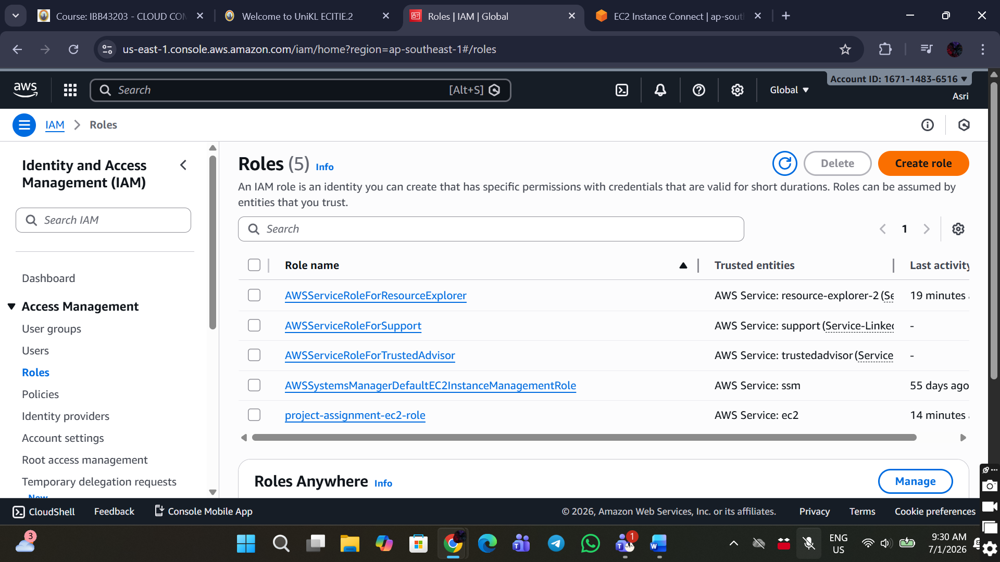 Course: IBB43203 - CLOUD CO
Welcome to UniKL ECITIE.2
Roles | IAM | Global
EC2 Instance Connect | ap-sout
us-east-1.console.aws.amazon.com/iam/home?region=ap-southeast-1#/roles
aws
Search
[Alt+S]
Global
Account ID: 1671-1483-6516
Asri
IAM
Roles
Identity and Access
Management (IAM)
Search IAM
Dashboard
Access Management
User groups
Users
Roles
Policies
Identity providers
Account settings
Root access management
Temporary delegation requests
New
Roles (5) Info
Delete
Create role
An IAM role is an identity you can create that has specific permissions with credentials that are valid for short durations. Roles can be assumed by
entities that you trust.
Search
1
Role name
Trusted entities
Last activity
AWSServiceRoleForResourceExplorer
AWS Service: resource-explorer-2 (Se
19 minutes
AWSServiceRoleForSupport
AWS Service: support (Service-Linked
-
AWSServiceRoleForTrustedAdvisor
AWS Service: trustedadvisor (Service
-
AWSSystemsManagerDefaultEC2InstanceManagementRole
AWS Service: ssm
55 days ago
project-assignment-ec2-role
AWS Service: ec2
14 minutes
Roles Anywhere Info
Manage
CloudShell
Feedback
Console Mobile App
© 2026, Amazon Web Services, Inc. or its affiliates.
Privacy
Terms
Cookie preferences
3
1
ENG
US
9:30 AM
7/1/2026